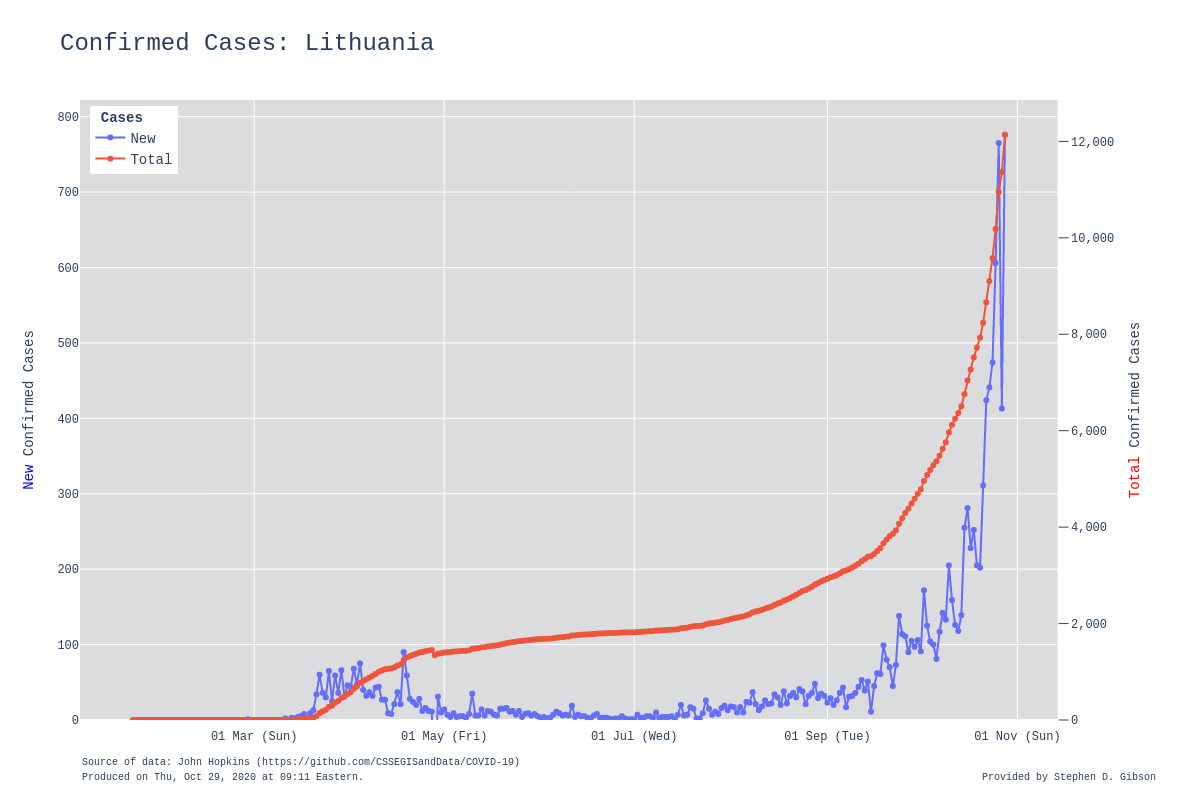 Confirmed Cases: Lithuania
Cases
New
Total
800
700
600
500
400
300
200
100
0
12,000
10,000
8,000
6,000
4,000
2,000
0
New Confirmed Cases
Total Confirmed Cases
01 Mar (Sun)
01 May (Fri)
01 Jul (Wed)
01 Sep (Tue)
01 Nov (Sun)
Source of data: John Hopkins (https://github.com/CSSEGISandData/COVID-19)
Produced on Thu, Oct 29, 2020 at 09:11 Eastern.
Provided by Stephen D. Gibson